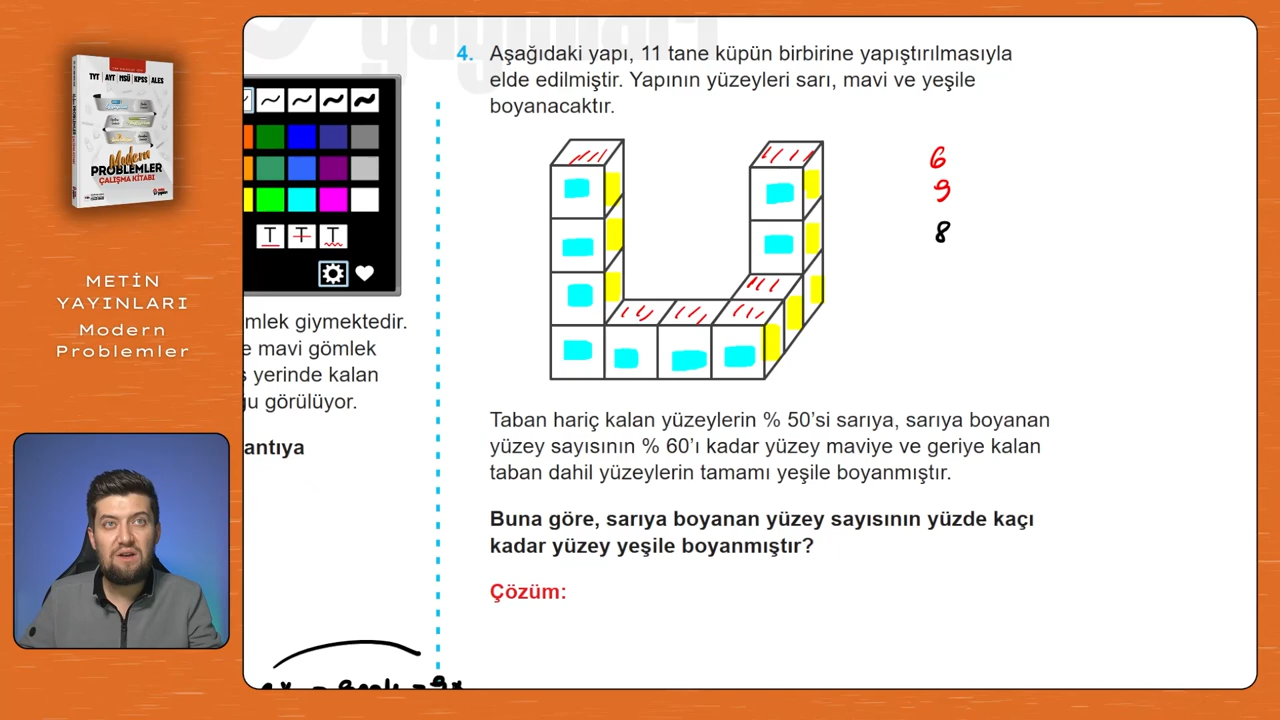 TYT | AYT | MSÜ | KPSS | ALES
Modern
PROBLEMLER
ÇALIŞMA KİTABI
METİN
YAYINLARI
Modern
Problemler
T T T
mlek giymektedir.
e mavi gömlek
s yerinde kalan
ğu görülüyor.
antıya
4. Aşağıdaki yapı, 11 tane küpün birbirine yapıştırılmasıyla
elde edilmiştir. Yapının yüzeyleri sarı, mavi ve yeşile
boyanacaktır.
6
9
8
Taban hariç kalan yüzeylerin % 50'si sarıya, sarıya boyanan
yüzey sayısının % 60'ı kadar yüzey maviye ve geriye kalan
taban dahil yüzeylerin tamamı yeşile boyanmıştır.
Buna göre, sarıya boyanan yüzey sayısının yüzde kaçı
kadar yüzey yeşile boyanmıştır?
Çözüm: